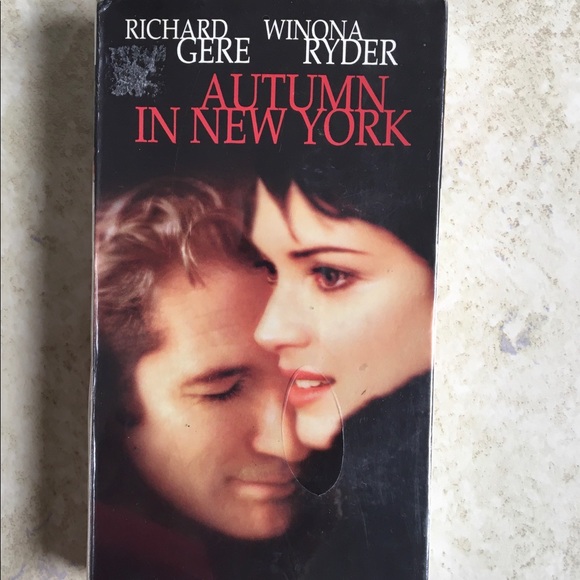 RICHARD WINONA
GERE RYDER
AUTUMN
IN NEW YORK